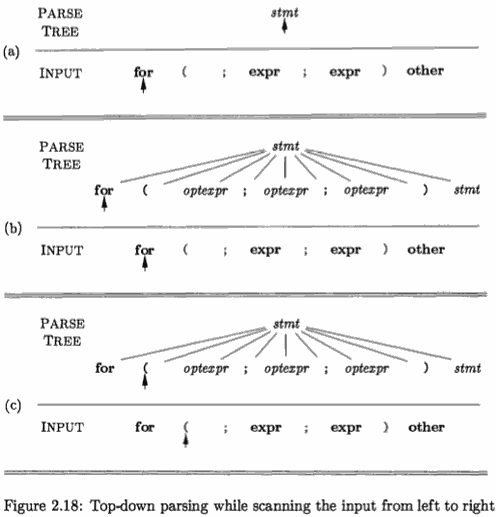 PARSE stmt
TREE
(a)
INPUT for ( ; expr ; expr ) other
PARSE stmt
TREE
for ( optexpr ; optexpr ; optexpr ) stmt
(b)
INPUT for ( ; expr ; expr ) other
PARSE stmt
TREE
for ( optexpr ; optexpr ; optexpr ) stmt
(c)
INPUT for ( ; expr ; expr ) other
Figure 2.18: Top-down parsing while scanning the input from left to right